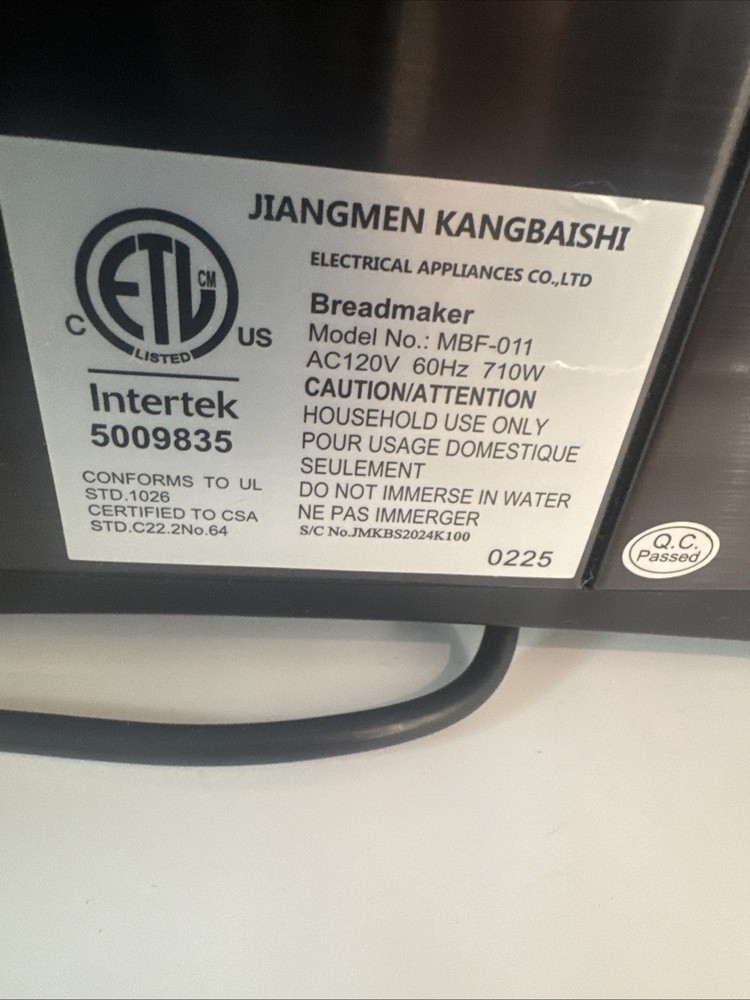 JIANGMEN KANGBAISHI
ELECTRICAL APPLIANCES CO.,LTD
ETL
CM
C
US
LISTED
Intertek
5009835
CONFORMS TO UL
STD.1026
CERTIFIED TO CSA
STD.C22.2No.64
Breadmaker
Model No.: MBF-011
AC120V 60Hz 710W
CAUTION/ATTENTION
HOUSEHOLD USE ONLY
POUR USAGE DOMESTIQUE
SEULEMENT
DO NOT IMMERSE IN WATER
NE PAS IMMERGER
S/C No.JMKBS2024K100
0225
Q.C.
Passed